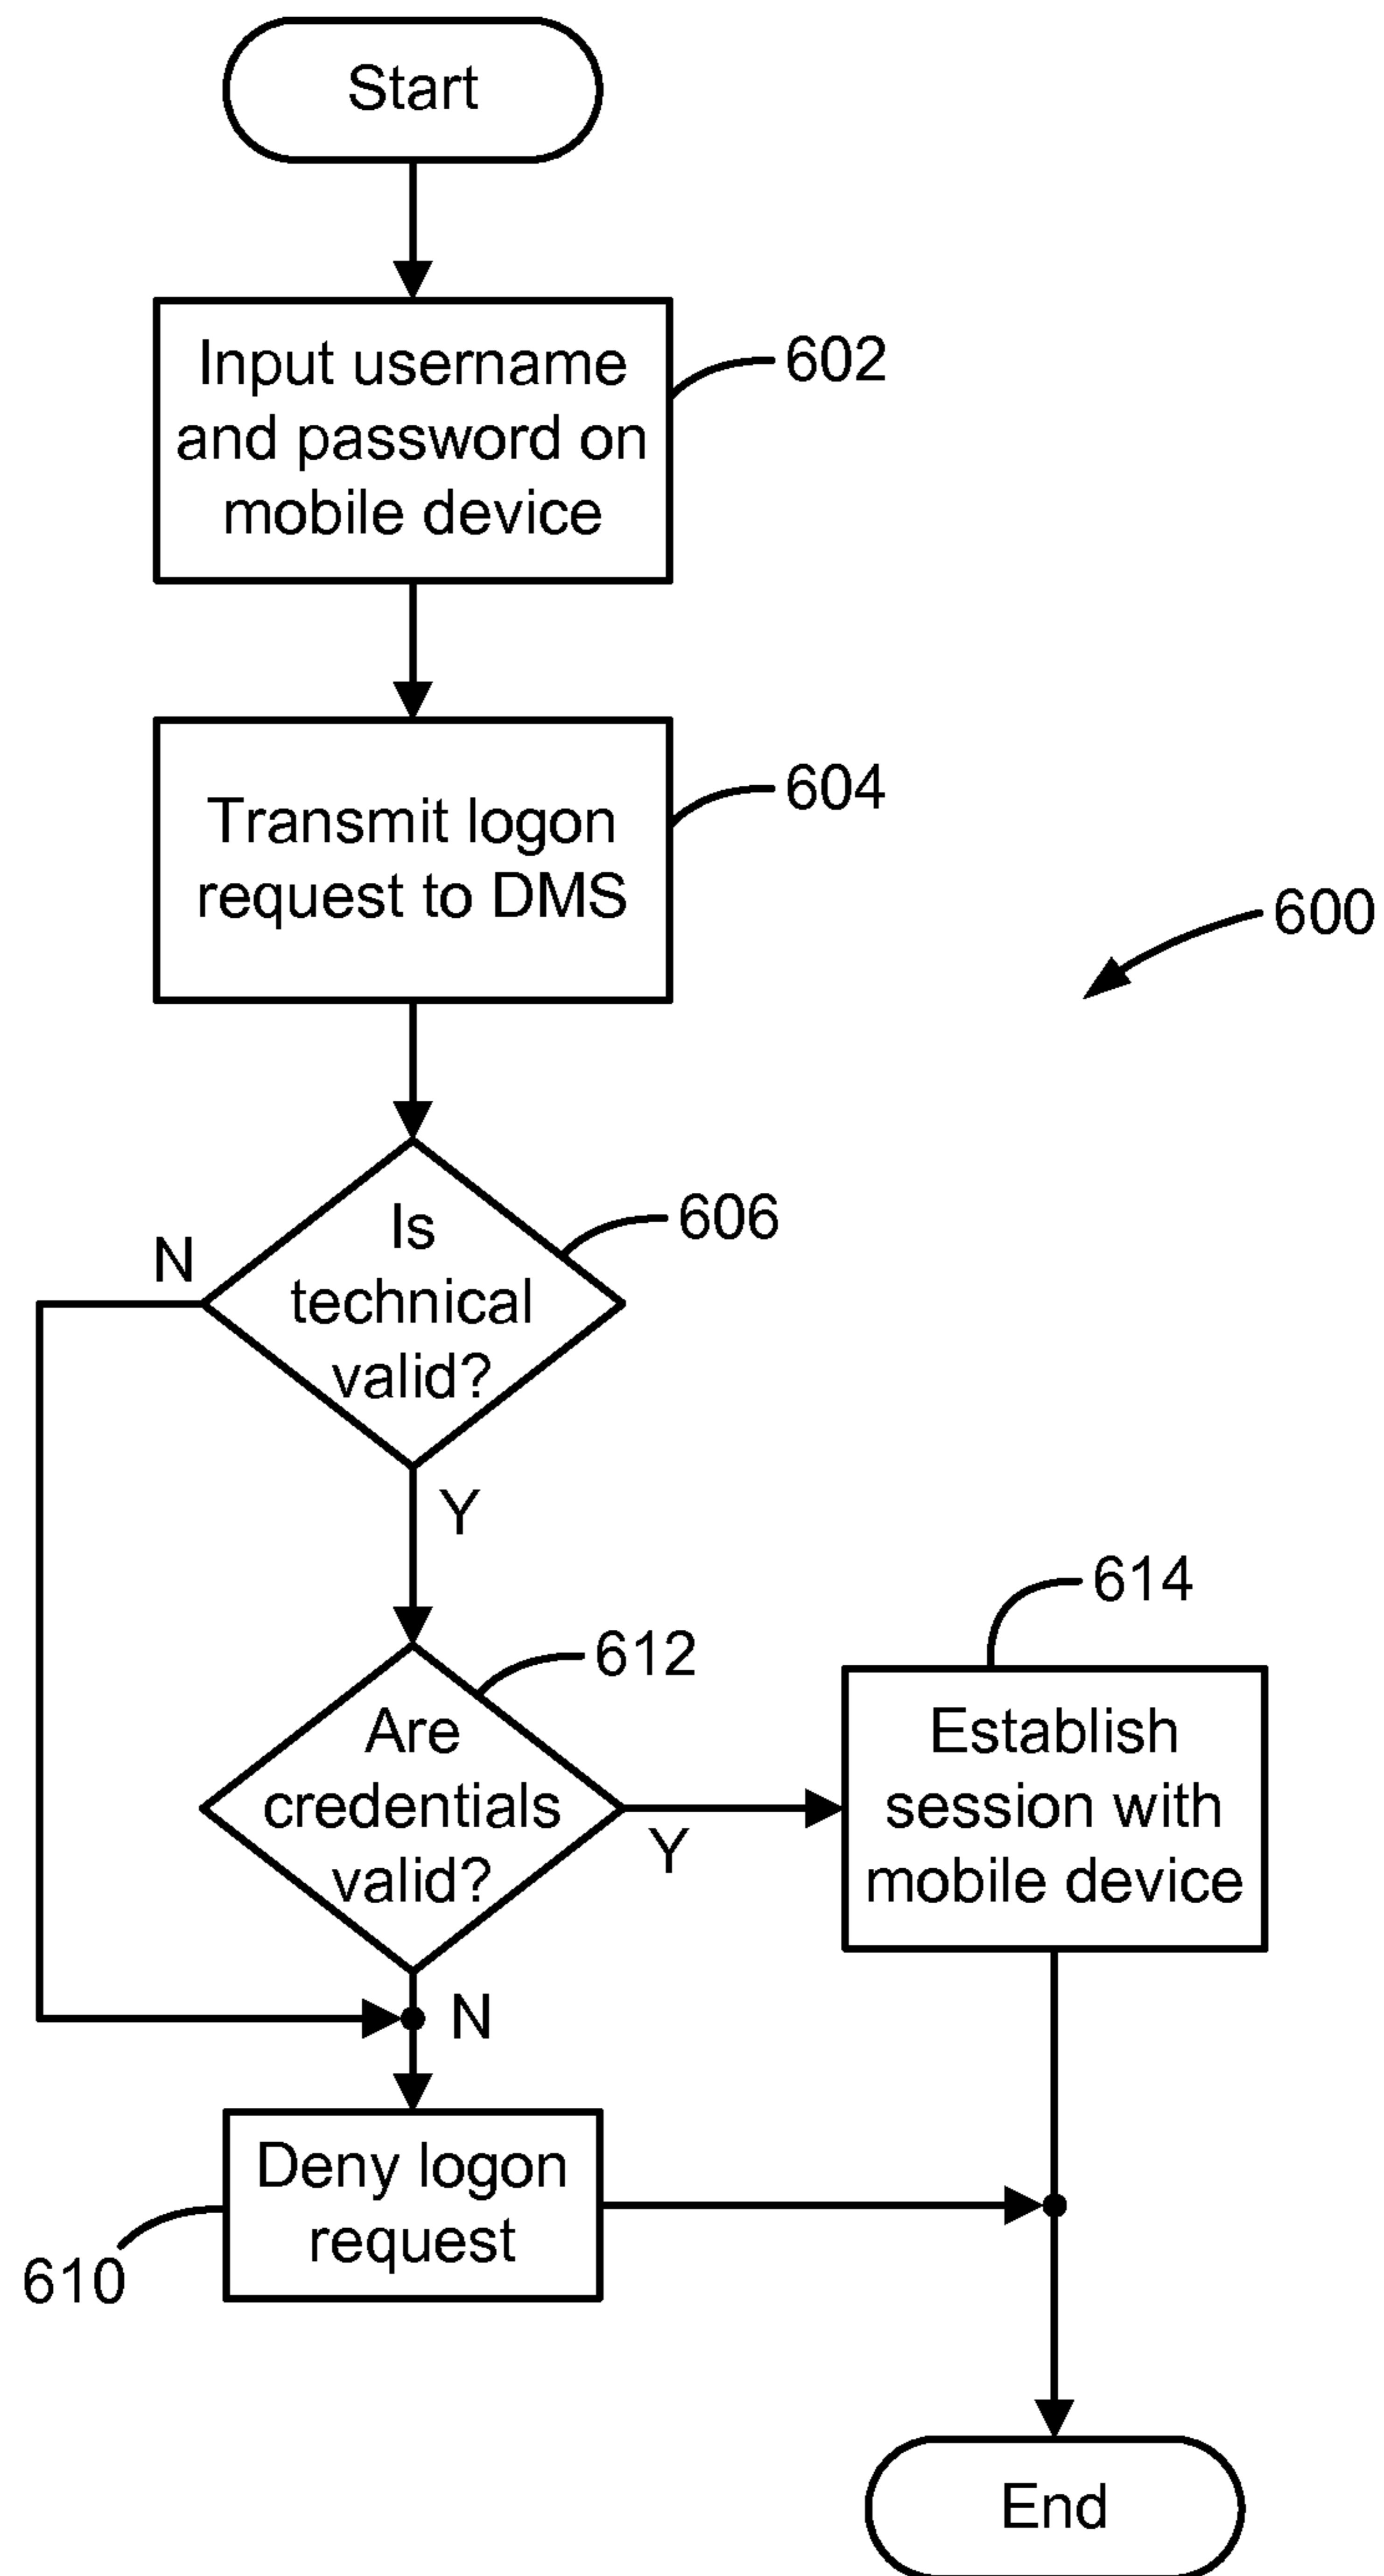 Start
Input username
and password on
mobile device
602
Transmit logon
request to DMS
604
600
Is
technical
valid?
606
N
Y
Are
credentials
valid?
612
Y
N
614
Establish
session with
mobile device
Deny logon
request
610
End